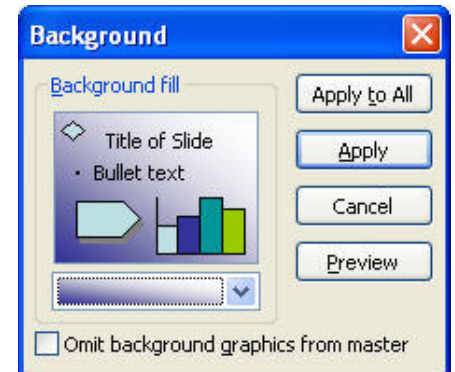 Background
Background fill
Title of Slide
• Bullet text
Apply to All
Apply
Cancel
Preview
Omit background graphics from master